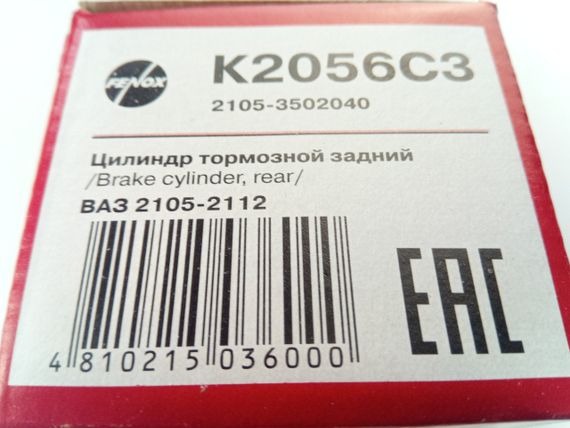 FENOX
K2056C3
2105-3502040
Цилиндр тормозной задний
/Brake cylinder, rear/
ВАЗ 2105-2112
4 810215 036000
EAC